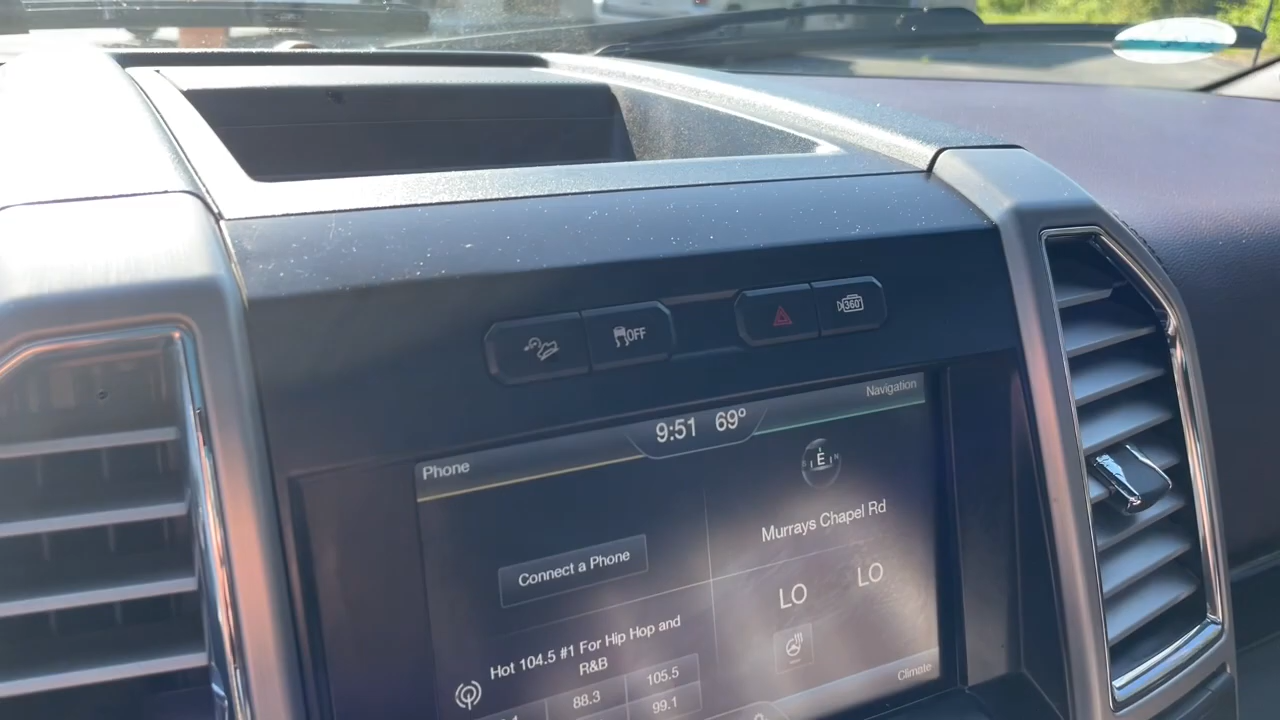 OFF
360°
Navigation
9:51 69º
Phone
E
Murrays Chapel Rd
Connect a Phone
LO LO
Hot 104.5 #1 For Hip Hop and
R&B
88.3 105.5
99.1
Climate